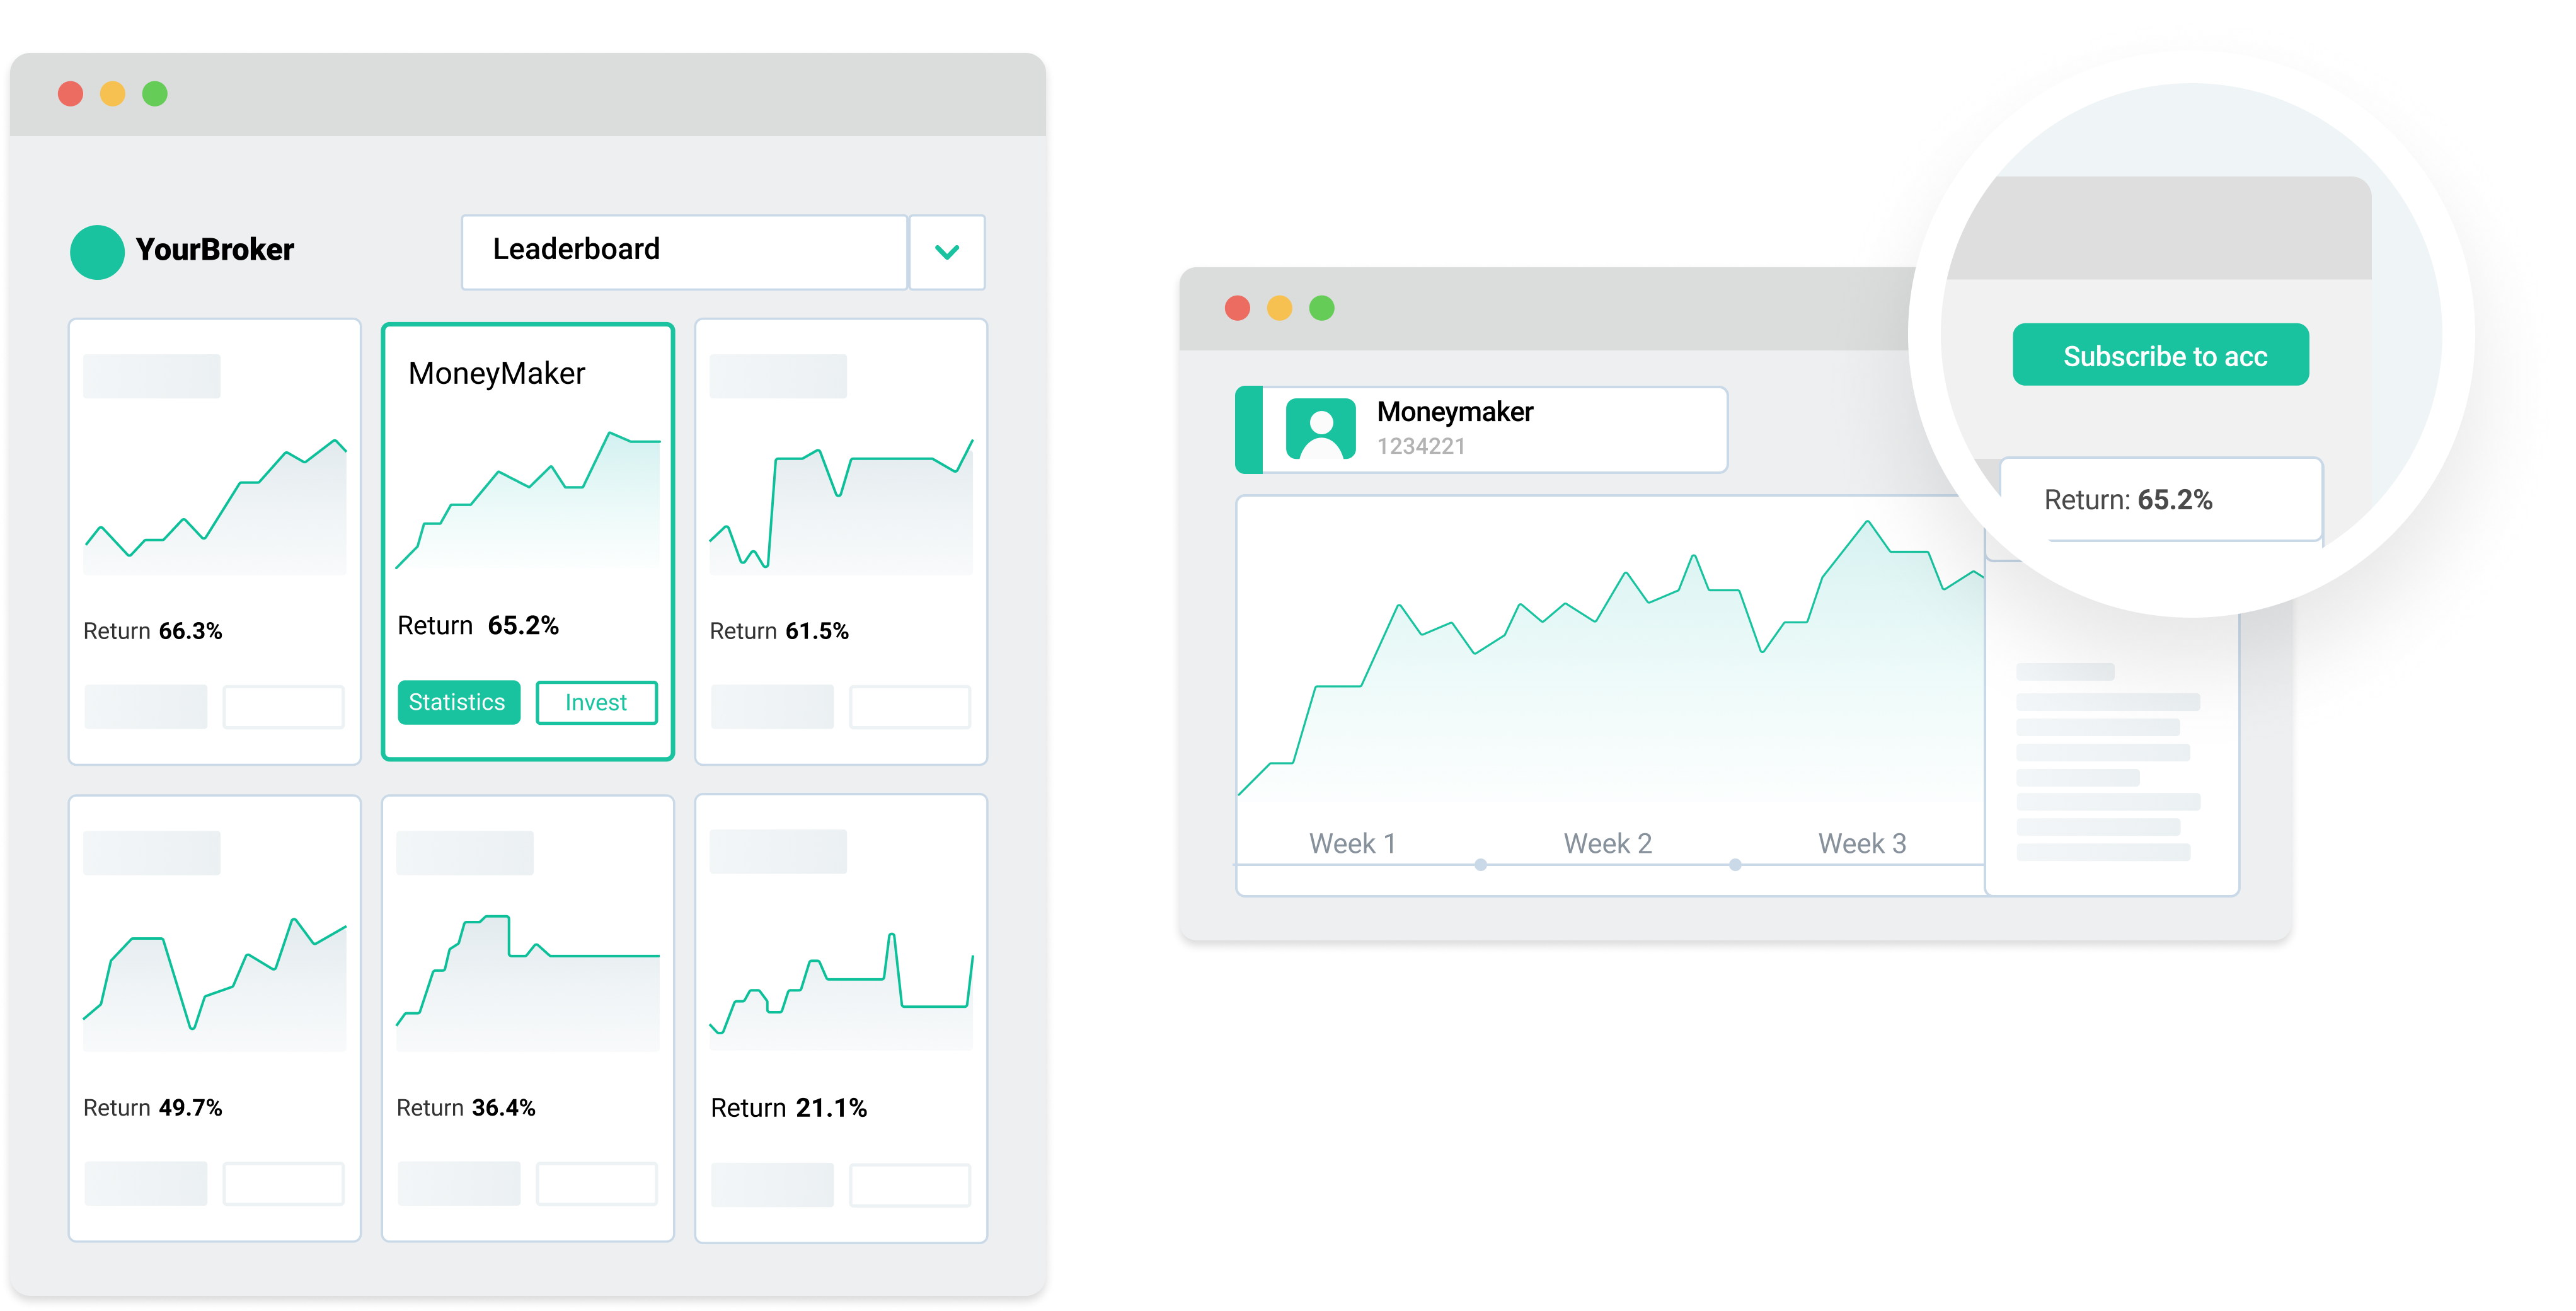 YourBroker
Leaderboard
MoneyMaker
Return 66.3%
Return 65.2%
Return 61.5%
Statistics
Invest
Return 49.7%
Return 36.4%
Return 21.1%
Moneymaker
1234221
Week 1
Week 2
Week 3
Subscribe to acc
Return: 65.2%